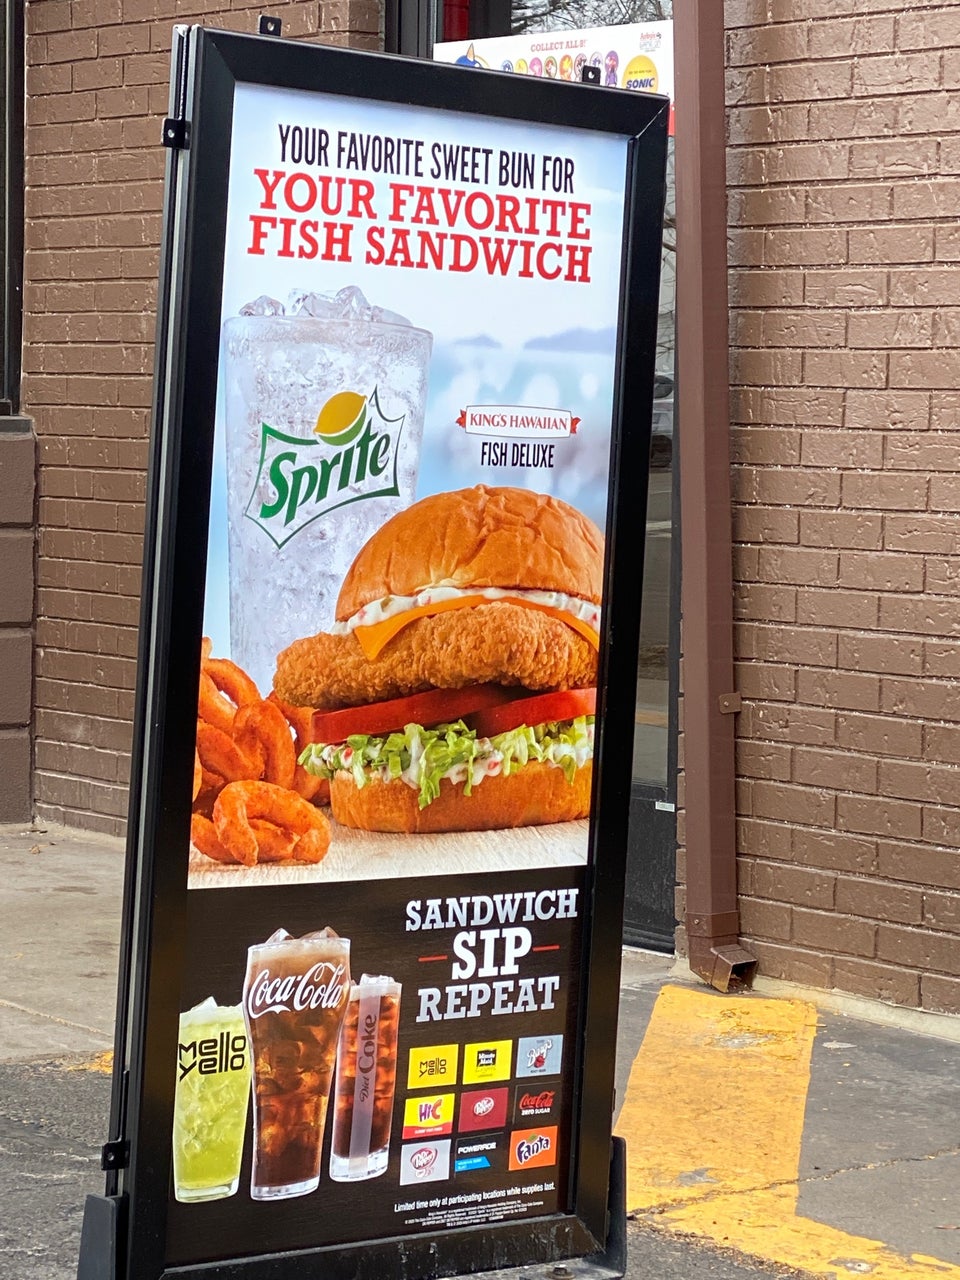 COLLECT ALL 8!
SONIC
YOUR FAVORITE SWEET BUN FOR
YOUR FAVORITE
FISH SANDWICH
Sprite
KING'S HAWAIIAN
FISH DELUXE
SANDWICH
SIP
REPEAT
Coca-Cola
mello
yello
Diet Coke
mello
yello
Minute
Maid
Barq's
Hi-C
Dr Pepper
Coca-Cola
ZERO SUGAR
Dr Pepper
POWERADE
Fanta
Limited time only at participating locations while supplies last.